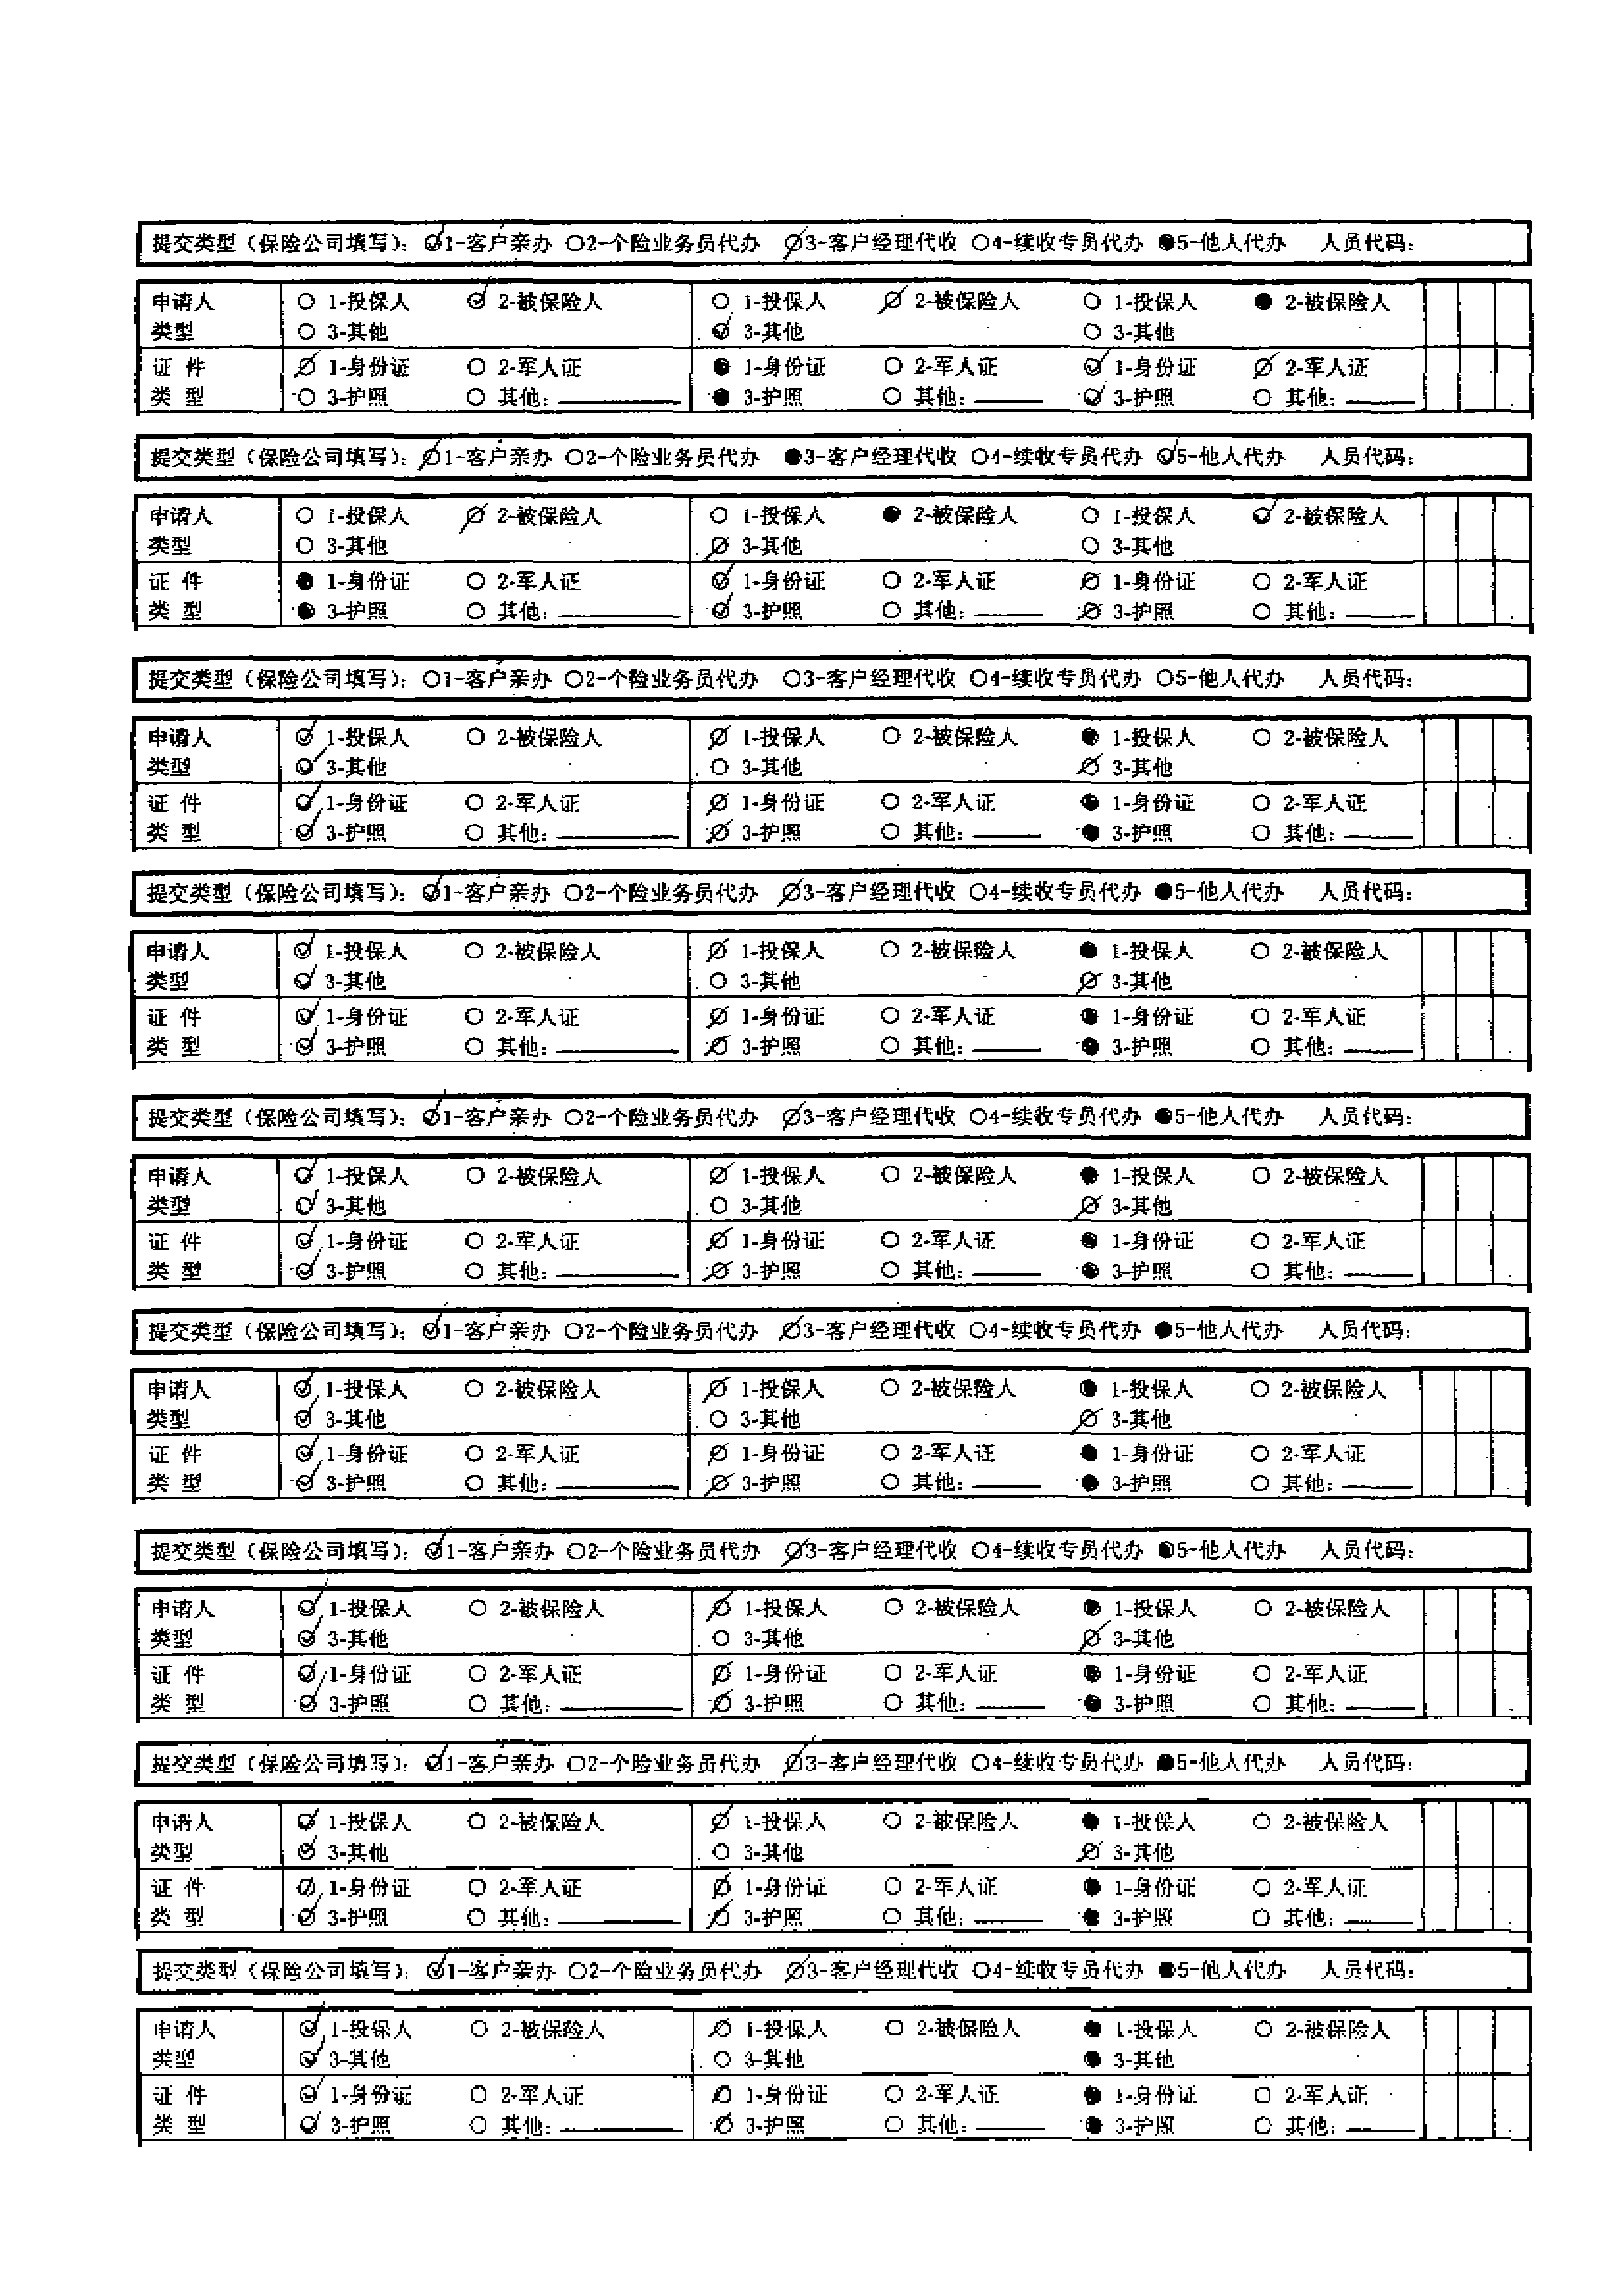 提交类型（保险公司填写）： 1-客户亲办 2-个险业务员代办 3-客户经理代收 4-续收专员代办 5-他人代办 人员代码：
申请人 1-投保人 2-被保险人 1-投保人 2-被保险人 1-投保人 2-被保险人
类型 3-其他 3-其他 3-其他
证 件 1-身份证 2-军人证 1-身份证 2-军人证 1-身份证 2-军人证
类 型 3-护照 其他： 3-护照 其他： 3-护照 其他：
提交类型（保险公司填写）： 1-客户亲办 2-个险业务员代办 3-客户经理代收 4-续收专员代办 5-他人代办 人员代码：
申请人 1-投保人 2-被保险人 1-投保人 2-被保险人 1-投保人 2-被保险人
类型 3-其他 3-其他 3-其他
证 件 1-身份证 2-军人证 1-身份证 2-军人证 1-身份证 2-军人证
类 型 3-护照 其他： 3-护照 其他： 3-护照 其他：
提交类型（保险公司填写）： 1-客户亲办 2-个险业务员代办 3-客户经理代收 4-续收专员代办 5-他人代办 人员代码：
申请人 1-投保人 2-被保险人 1-投保人 2-被保险人 1-投保人 2-被保险人
类型 3-其他 3-其他 3-其他
证 件 1-身份证 2-军人证 1-身份证 2-军人证 1-身份证 2-军人证
类 型 3-护照 其他： 3-护照 其他： 3-护照 其他：
提交类型（保险公司填写）： 1-客户亲办 2-个险业务员代办 3-客户经理代收 4-续收专员代办 5-他人代办 人员代码：
申请人 1-投保人 2-被保险人 1-投保人 2-被保险人 1-投保人 2-被保险人
类型 3-其他 3-其他 3-其他
证 件 1-身份证 2-军人证 1-身份证 2-军人证 1-身份证 2-军人证
类 型 3-护照 其他： 3-护照 其他： 3-护照 其他：
提交类型（保险公司填写）： 1-客户亲办 2-个险业务员代办 3-客户经理代收 4-续收专员代办 5-他人代办 人员代码：
申请人 1-投保人 2-被保险人 1-投保人 2-被保险人 1-投保人 2-被保险人
类型 3-其他 3-其他 3-其他
证 件 1-身份证 2-军人证 1-身份证 2-军人证 1-身份证 2-军人证
类 型 3-护照 其他： 3-护照 其他： 3-护照 其他：
提交类型（保险公司填写）： 1-客户亲办 2-个险业务员代办 3-客户经理代收 4-续收专员代办 5-他人代办 人员代码：
申请人 1-投保人 2-被保险人 1-投保人 2-被保险人 1-投保人 2-被保险人
类型 3-其他 3-其他 3-其他
证 件 1-身份证 2-军人证 1-身份证 2-军人证 1-身份证 2-军人证
类 型 3-护照 其他： 3-护照 其他： 3-护照 其他：
提交类型（保险公司填写）： 1-客户亲办 2-个险业务员代办 3-客户经理代收 4-续收专员代办 5-他人代办 人员代码：
申请人 1-投保人 2-被保险人 1-投保人 2-被保险人 1-投保人 2-被保险人
类型 3-其他 3-其他 3-其他
证 件 1-身份证 2-军人证 1-身份证 2-军人证 1-身份证 2-军人证
类 型 3-护照 其他： 3-护照 其他： 3-护照 其他：
提交类型（保险公司填写）： 1-客户亲办 2-个险业务员代办 3-客户经理代收 4-续收专员代办 5-他人代办 人员代码：
申请人 1-投保人 2-被保险人 1-投保人 2-被保险人 1-投保人 2-被保险人
类型 3-其他 3-其他 3-其他
证 件 1-身份证 2-军人证 1-身份证 2-军人证 1-身份证 2-军人证
类 型 3-护照 其他： 3-护照 其他： 3-护照 其他：
提交类型（保险公司填写）： 1-客户亲办 2-个险业务员代办 3-客户经理代收 4-续收专员代办 5-他人代办 人员代码：
申请人 1-投保人 2-被保险人 1-投保人 2-被保险人 1-投保人 2-被保险人
类型 3-其他 3-其他 3-其他
证 件 1-身份证 2-军人证 1-身份证 2-军人证 1-身份证 2-军人证
类 型 3-护照 其他： 3-护照 其他： 3-护照 其他：